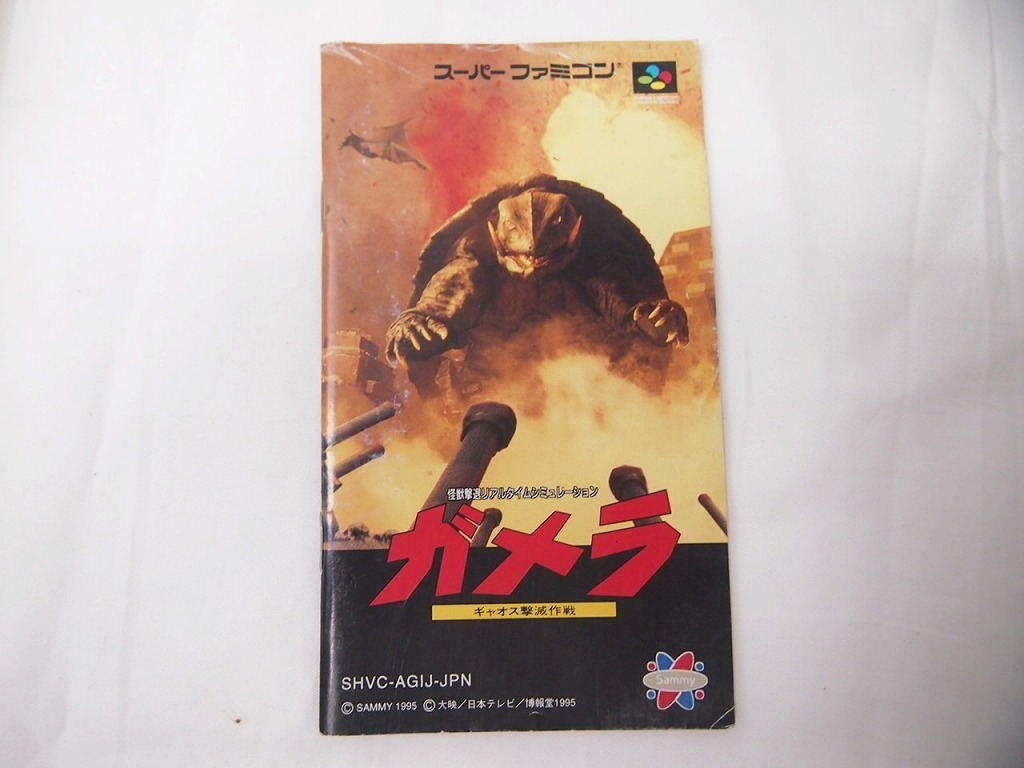 スーパーファミコン
怪獣撃退リアルタイムシミュレーション
ガメラ
ギャオス撃滅作戦
SHVC-AGIJ-JPN
Sammy
© SAMMY 1995 © 大映／日本テレビ／博報堂1995